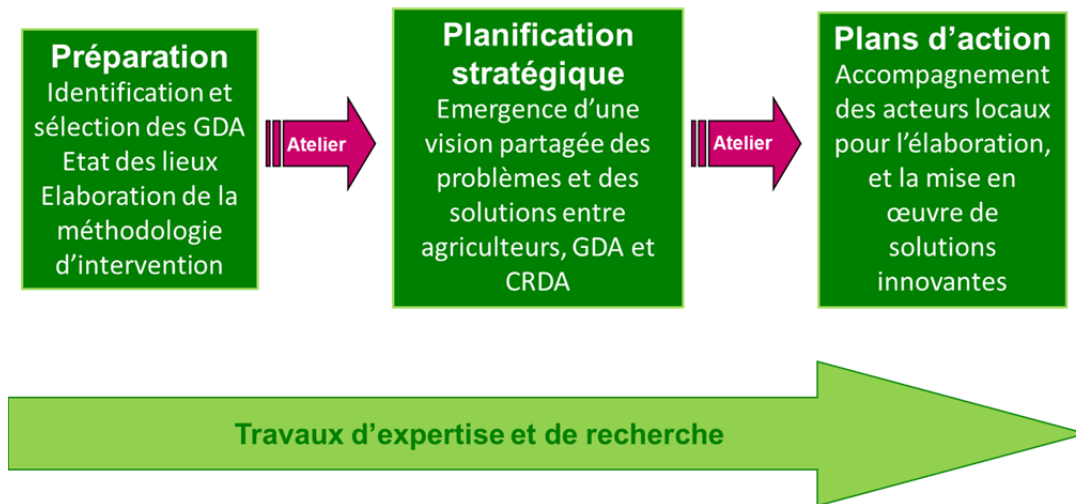 Préparation
Identification et
sélection des GDA
Etat des lieux
Elaboration de la
méthodologie
d'intervention
Atelier
Planification
stratégique
Emergence d'une
vision partagée des
problèmes et des
solutions entre
agriculteurs, GDA et
CRDA
Atelier
Plans d'action
Accompagnement
des acteurs locaux
pour l'élaboration,
et la mise en
œuvre de
solutions
innovantes
Travaux d'expertise et de recherche